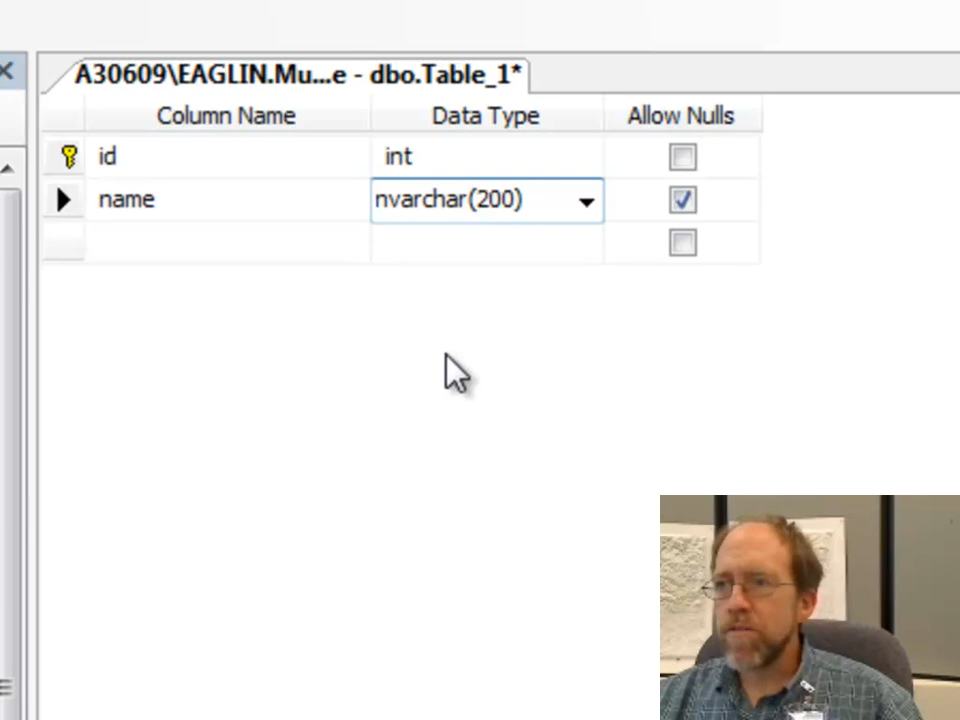 A30609\EAGLIN.Mu...e - dbo.Table_1*
Column Name Data Type Allow Nulls
id int
name nvarchar(200)